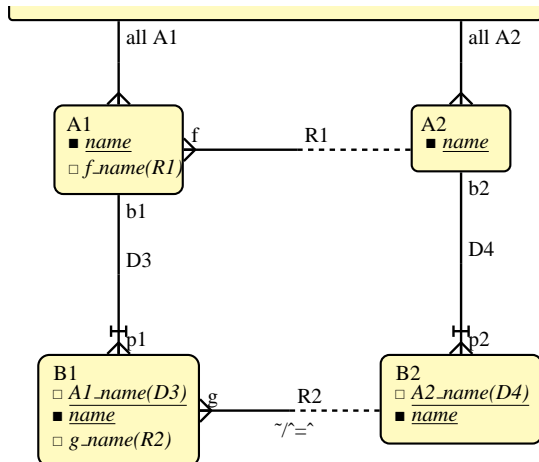 all A1
all A2
A1
■ name
□ f_name(R1)
f
R1
A2
■ name
b1
b2
D3
D4
p1
p2
B1
□ A1_name(D3)
■ name
□ g_name(R2)
g
R2
~/^=^
B2
□ A2_name(D4)
■ name